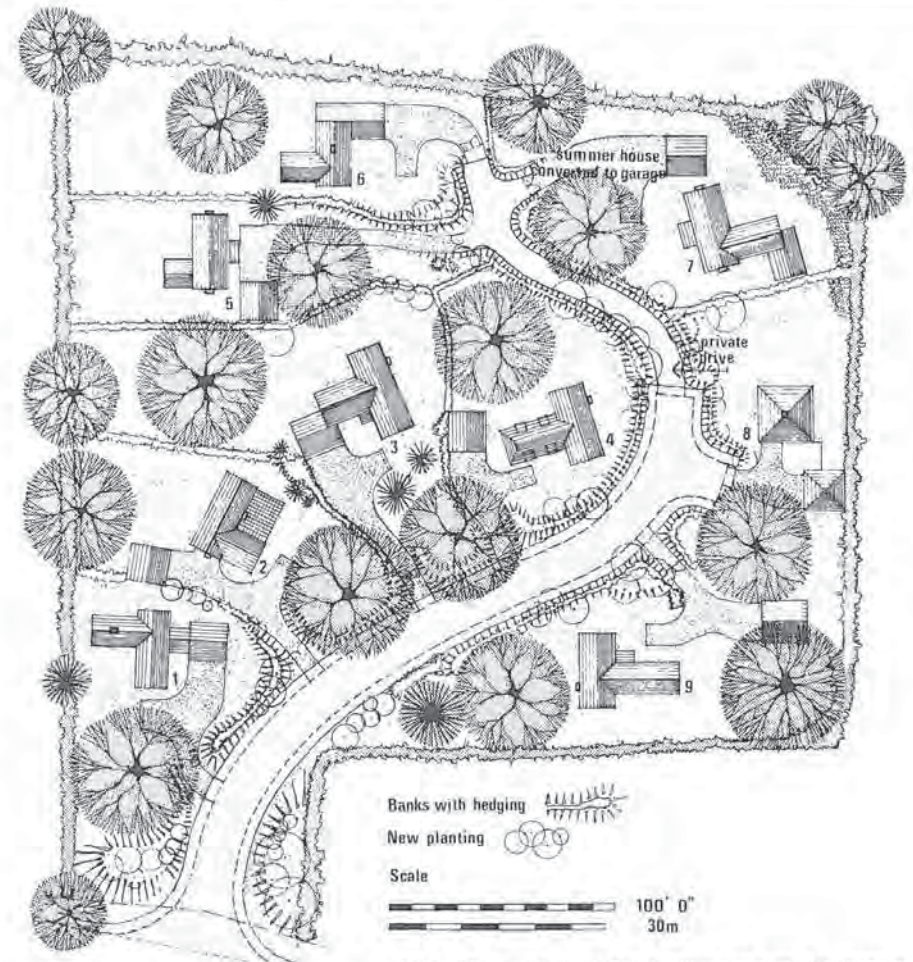 6
summer house
converted to garage
7
5
private
drive
3
4
8
2
1
9
Banks with hedging
New planting
Scale
100' 0"
30m